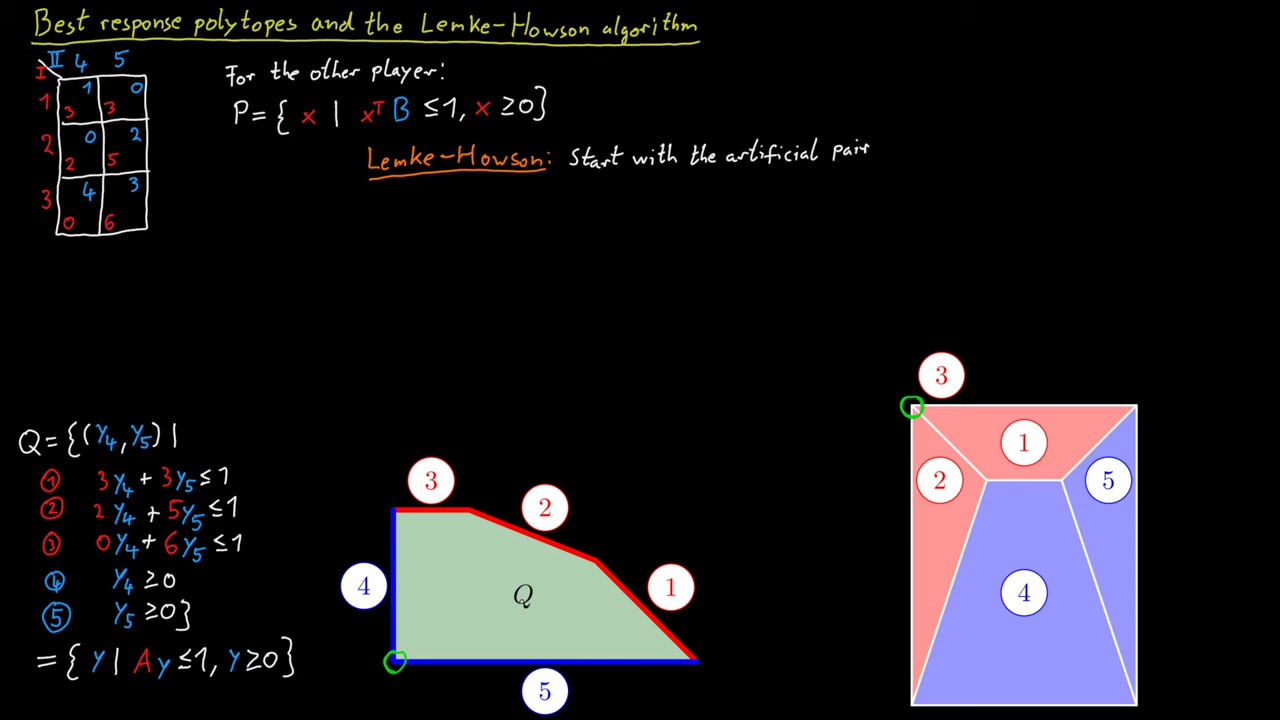 Best response polytopes and the Lemke-Howson algorithm
II 4 5
I
1 1 0
3 3
2 0 2
2 5
3 4 3
0 6
For the other player:
P = { x | xᵀ B ≤ 1, x ≥ 0 }
Lemke-Howson: Start with the artificial pair
Q = { (y₄, y₅) |
① 3y₄ + 3y₅ ≤ 1
② 2y₄ + 5y₅ ≤ 1
③ 0y₄ + 6y₅ ≤ 1
④ y₄ ≥ 0
⑤ y₅ ≥ 0 }
= { y | Ay ≤ 1, y ≥ 0 }
3
2
4
Q
1
5
3
1
2
5
4